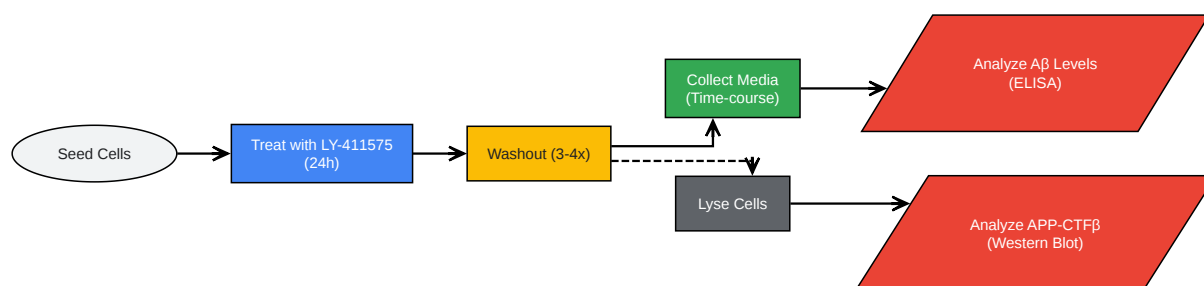 Seed Cells
Treat with LY-411575
(24h)
Washout (3-4x)
Collect Media
(Time-course)
Analyze Aβ Levels
(ELISA)
Lyse Cells
Analyze APP-CTFβ
(Western Blot)